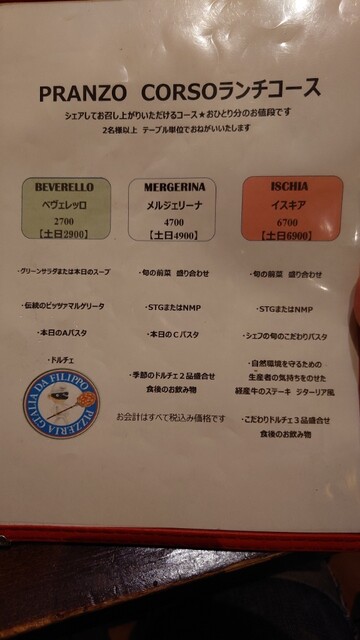 PRANZO CORSOランチコース
シェアしてお召し上がりいただけるコース★おひとり分のお値段です
2名様以上 テーブル単位でおねがいいたします
BEVERELLO
ベヴェレッロ
2700
【土日2900】
・グリーンサラダまたは本日のスープ
・伝統のピッツァマルゲリータ
・本日のAパスタ
・ドルチェ
PIZZERIA GIALLA DA FILIPPO
MERGERINA
メルジェリーナ
4700
【土日4900】
・旬の前菜 盛り合わせ
・STGまたはNMP
・本日のCパスタ
・季節のドルチェ2品盛合せ
食後のお飲み物
お会計はすべて税込み価格です
ISCHIA
イスキア
6700
【土日6900】
・旬の前菜 盛り合わせ
・STGまたはNMP
・シェフの旬のこだわりパスタ
・自然環境を守るための
生産者の気持ちをのせた
経産牛のステーキ ジターリア風
・こだわりドルチェ3品盛合せ
食後のお飲み物